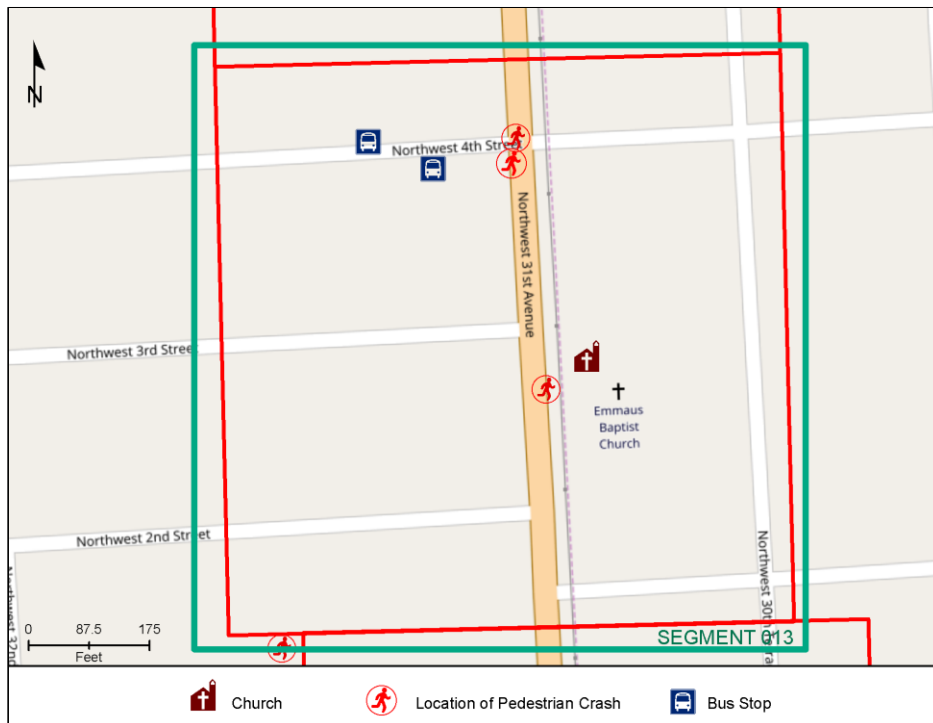 N
Northwest 4th Street
Northwest 31st Avenue
Northwest 3rd Street
Emmaus
Baptist
Church
Northwest 2nd Street
Northwest 30th
0 87.5 175
Feet
SEGMENT 013
Church
Location of Pedestrian Crash
Bus Stop